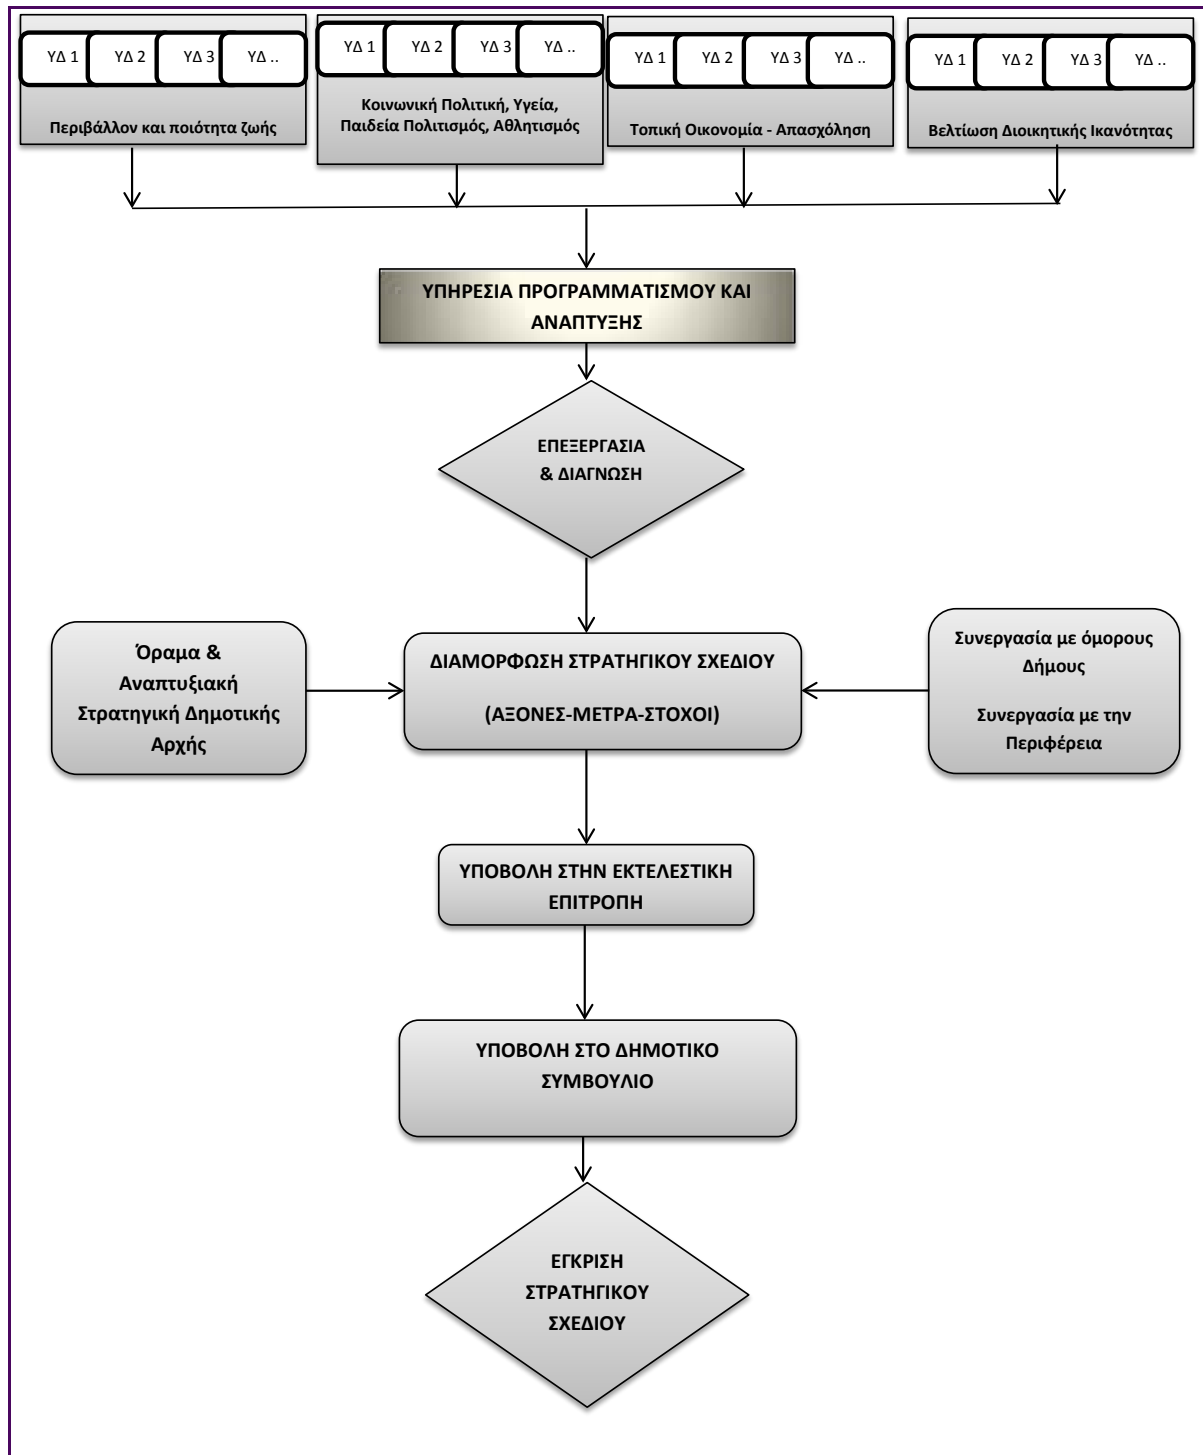 ΥΔ 1 ΥΔ 2 ΥΔ 3 ΥΔ ..
Περιβάλλον και ποιότητα ζωής
ΥΔ 1 ΥΔ 2 ΥΔ 3 ΥΔ ..
Κοινωνική Πολιτική, Υγεία,
Παιδεία Πολιτισμός, Αθλητισμός
ΥΔ 1 ΥΔ 2 ΥΔ 3 ΥΔ ..
Τοπική Οικονομία - Απασχόληση
ΥΔ 1 ΥΔ 2 ΥΔ 3 ΥΔ ..
Βελτίωση Διοικητικής Ικανότητας
ΥΠΗΡΕΣΙΑ ΠΡΟΓΡΑΜΜΑΤΙΣΜΟΥ ΚΑΙ
ΑΝΑΠΤΥΞΗΣ
ΕΠΕΞΕΡΓΑΣΙΑ
& ΔΙΑΓΝΩΣΗ
Όραμα &
Αναπτυξιακή
Στρατηγική Δημοτικής
Αρχής
ΔΙΑΜΟΡΦΩΣΗ ΣΤΡΑΤΗΓΙΚΟΥ ΣΧΕΔΙΟΥ
(ΑΞΟΝΕΣ-ΜΕΤΡΑ-ΣΤΟΧΟΙ)
Συνεργασία με όμορους
Δήμους
Συνεργασία με την
Περιφέρεια
ΥΠΟΒΟΛΗ ΣΤΗΝ ΕΚΤΕΛΕΣΤΙΚΗ
ΕΠΙΤΡΟΠΗ
ΥΠΟΒΟΛΗ ΣΤΟ ΔΗΜΟΤΙΚΟ
ΣΥΜΒΟΥΛΙΟ
ΕΓΚΡΙΣΗ
ΣΤΡΑΤΗΓΙΚΟΥ
ΣΧΕΔΙΟΥ